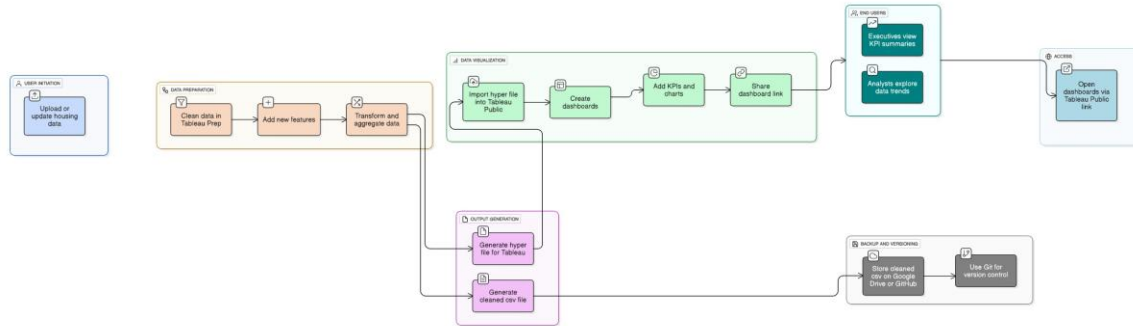 USER INITIATION
Upload or
update housing
data
DATA PREPARATION
Clean data in
Tableau Prep
Add new features
Transform and
aggregate data
DATA VISUALIZATION
Import hyper file
into Tableau
Public
Create
dashboards
Add KPIs and
charts
Share
dashboard link
END USERS
Executives view
KPI summaries
Analysts explore
data trends
ACCESS
Open
dashboards via
Tableau Public
link
OUTPUT GENERATION
Generate hyper
file for Tableau
Generate
cleaned csv file
BACKUP AND VERSIONING
Store cleaned
csv on Google
Drive or GitHub
Use Git for
version control